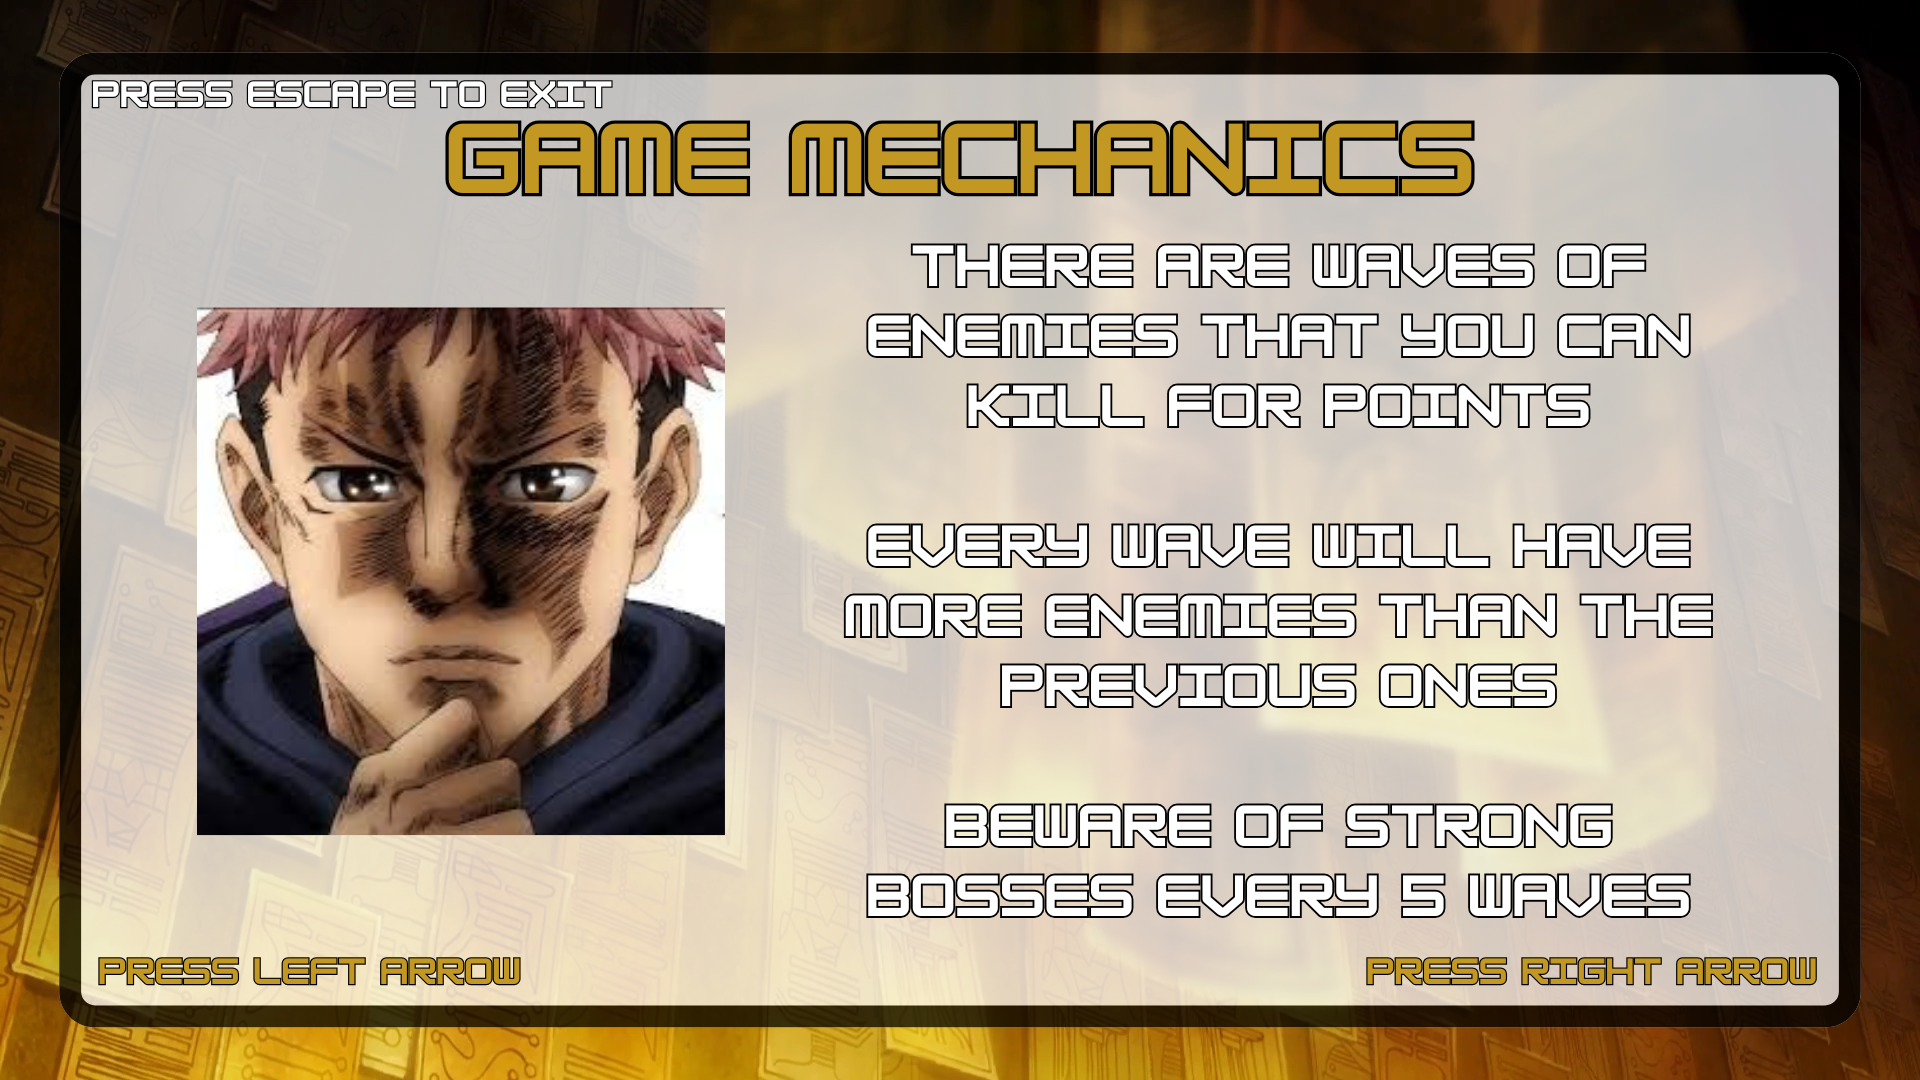 PRESS ESCAPE TO EXIT
GAME MECHANICS
THERE ARE WAVES OF
ENEMIES THAT YOU CAN
KILL FOR POINTS
EVERY WAVE WILL HAVE
MORE ENEMIES THAN THE
PREVIOUS ONES
BEWARE OF STRONG
BOSSES EVERY 5 WAVES
PRESS LEFT ARROW
PRESS RIGHT ARROW